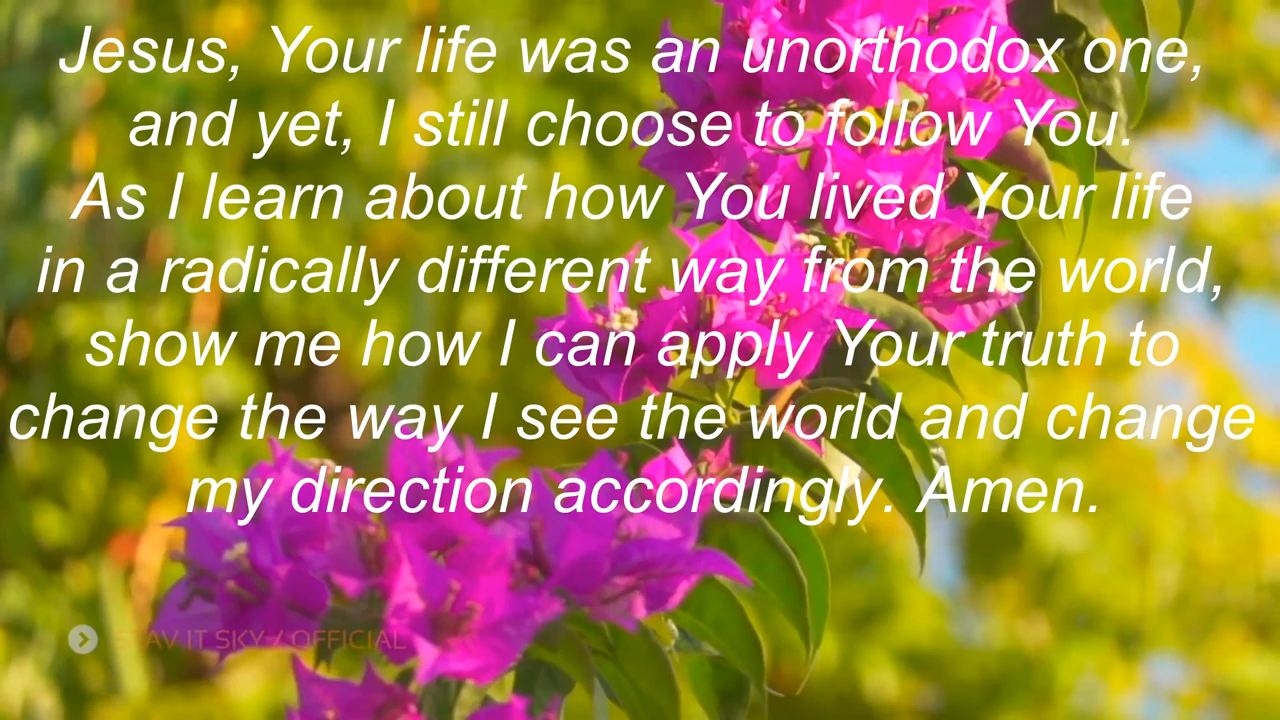 Jesus, Your life was an unorthodox one,
and yet, I still choose to follow You.
As I learn about how You lived Your life
in a radically different way from the world,
show me how I can apply Your truth to
change the way I see the world and change
my direction accordingly. Amen.
IT SKY / OFFICIAL